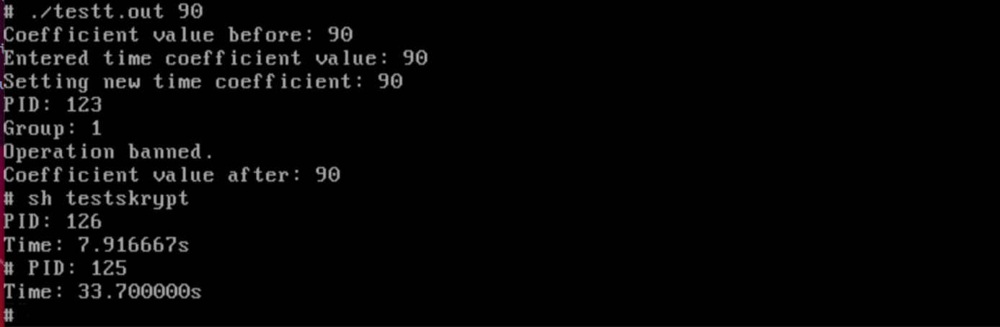 # ./testt.out 90
Coefficient value before: 90
Entered time coefficient value: 90
Setting new time coefficient: 90
PID: 123
Group: 1
Operation banned.
Coefficient value after: 90
# sh testskrypt
PID: 126
Time: 7.916667s
# PID: 125
Time: 33.700000s
#